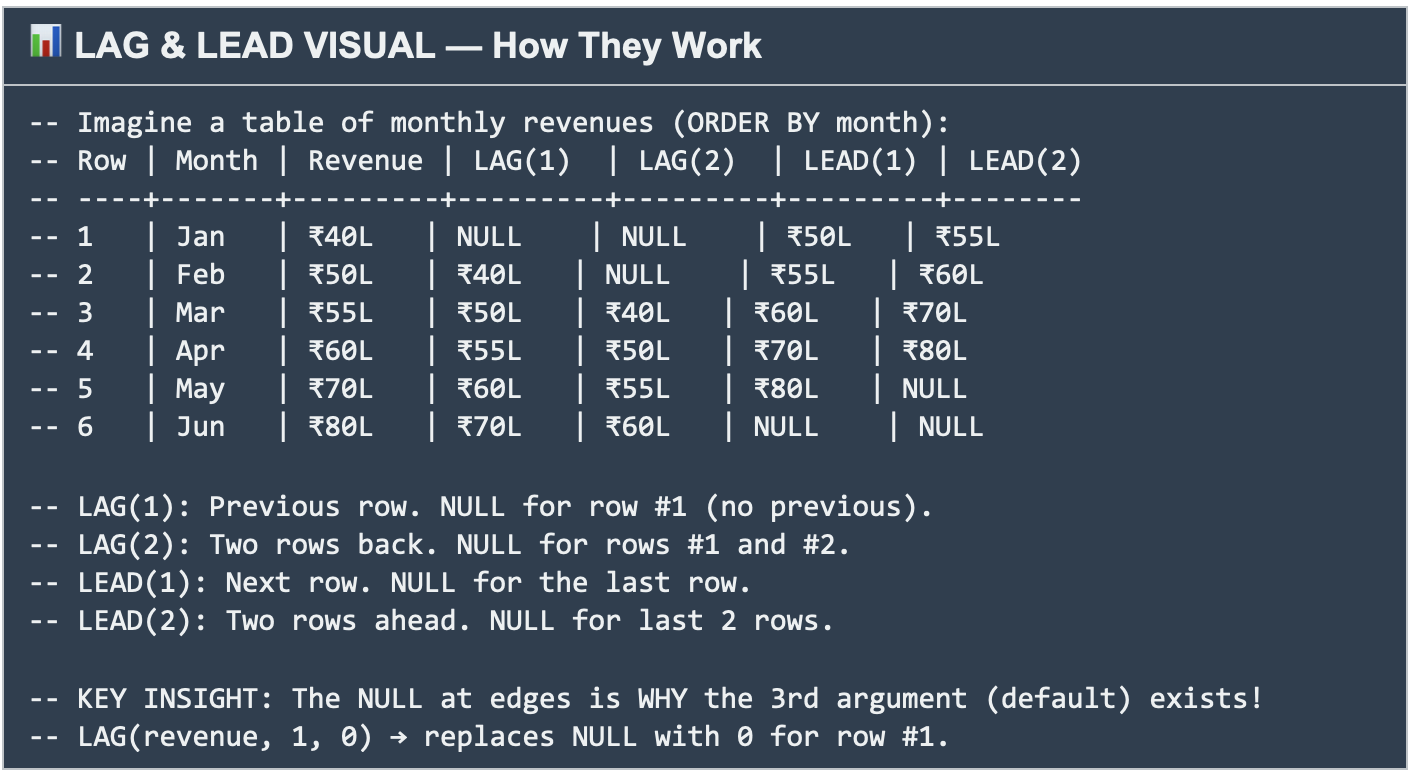 📊 LAG & LEAD VISUAL — How They Work
-- Imagine a table of monthly revenues (ORDER BY month):
-- Row | Month | Revenue | LAG(1)  | LAG(2)  | LEAD(1) | LEAD(2)
-- ----+-------+---------+---------+---------+---------+--------
-- 1   | Jan   | ₹40L   | NULL    | NULL    | ₹50L   | ₹55L
-- 2   | Feb   | ₹50L   | ₹40L   | NULL    | ₹55L   | ₹60L
-- 3   | Mar   | ₹55L   | ₹50L   | ₹40L   | ₹60L   | ₹70L
-- 4   | Apr   | ₹60L   | ₹55L   | ₹50L   | ₹70L   | ₹80L
-- 5   | May   | ₹70L   | ₹60L   | ₹55L   | ₹80L   | NULL
-- 6   | Jun   | ₹80L   | ₹70L   | ₹60L   | NULL    | NULL
-- LAG(1): Previous row. NULL for row #1 (no previous).
-- LAG(2): Two rows back. NULL for rows #1 and #2.
-- LEAD(1): Next row. NULL for the last row.
-- LEAD(2): Two rows ahead. NULL for last 2 rows.
-- KEY INSIGHT: The NULL at edges is WHY the 3rd argument (default) exists!
-- LAG(revenue, 1, 0) → replaces NULL with 0 for row #1.